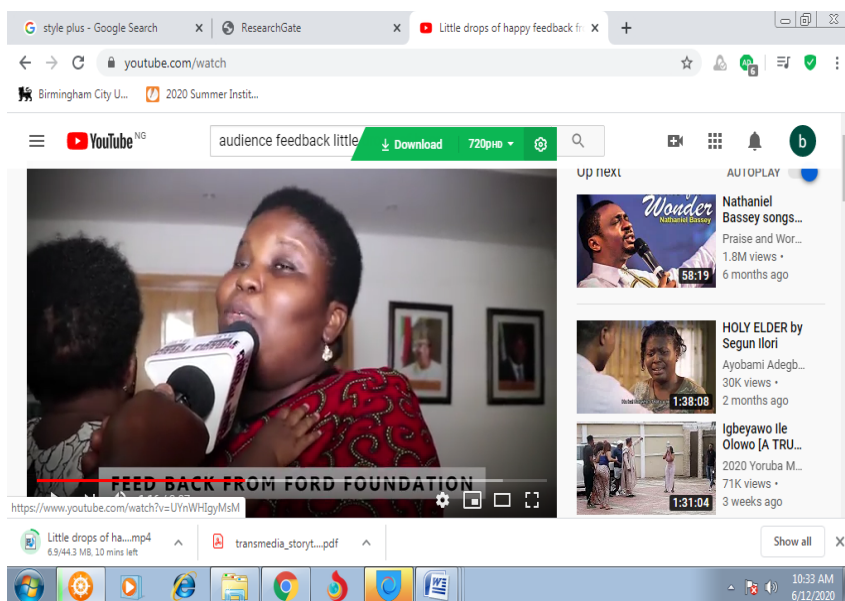 style plus - Google Search
ResearchGate
Little drops of happy feedback fr
youtube.com/watch
6
Birmingham City U...
2020 Summer Instit...
YouTube NG
audience feedback little
Download
720pHD
b
Up next
AUTOPLAY
Wonder
Nathaniel Bassey
58:19
Nathaniel
Bassey songs...
Praise and Wor...
1.8M views •
6 months ago
1:38:08
HOLY ELDER by
Segun Ilori
Ayobami Adegb...
30K views •
2 months ago
1:31:04
Igbeyawo Ile
Olowo [A TRU...
2020 Yoruba M...
71K views •
3 weeks ago
FEED BACK FROM FORD FOUNDATION
https://www.youtube.com/watch?v=UYnWHIgyMsM
Little drops of ha....mp4
6.9/44.3 MB, 10 mins left
transmedia_storyt....pdf
Show all
10:33 AM
6/12/2020